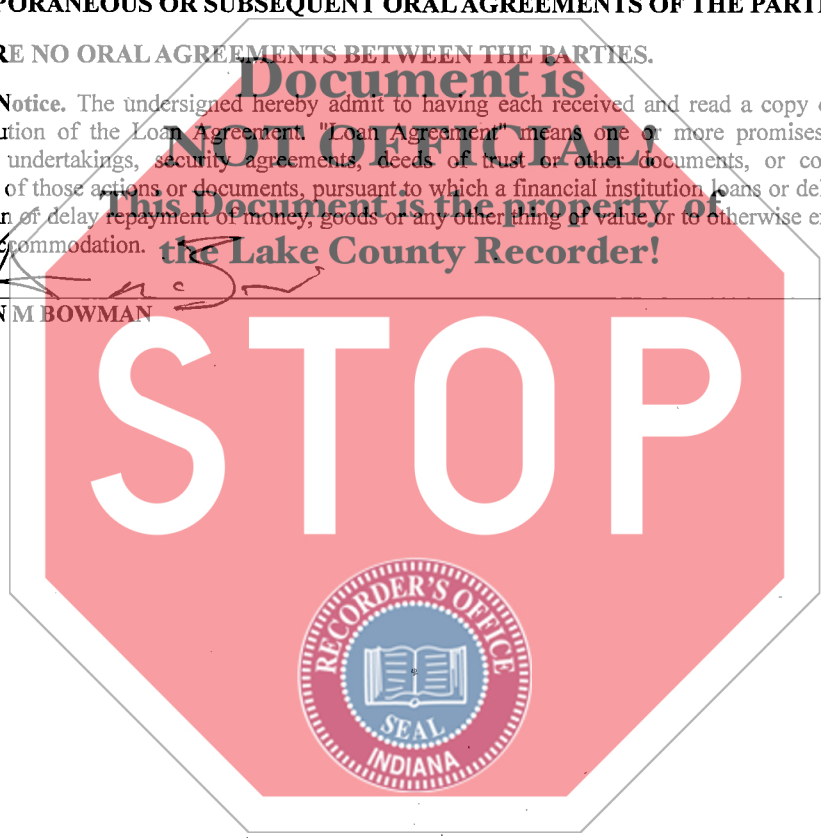 PORANEOUS OR SUBSEQUENT ORAL AGREEMENTS OF THE PARTI
RE NO ORAL AGREEMENTS BETWEEN THE PARTIES.
Document is
Notice. The undersigned hereby admit to having each received and read a copy
ution of the Loan Agreement. "Loan Agreement" means one or more promises
NOT OFFICIAL!
undertakings, security agreements, deeds of trust or other documents, or co
of those actions or documents, pursuant to which a financial institution loans or del
This Document is the property of
n or delay repayment of money, goods or any other thing of value or to otherwise e
ccommodation.
the Lake County Recorder!
N M BOWMAN
STOP
RECORDER'S OFFICE
SEAL
INDIANA